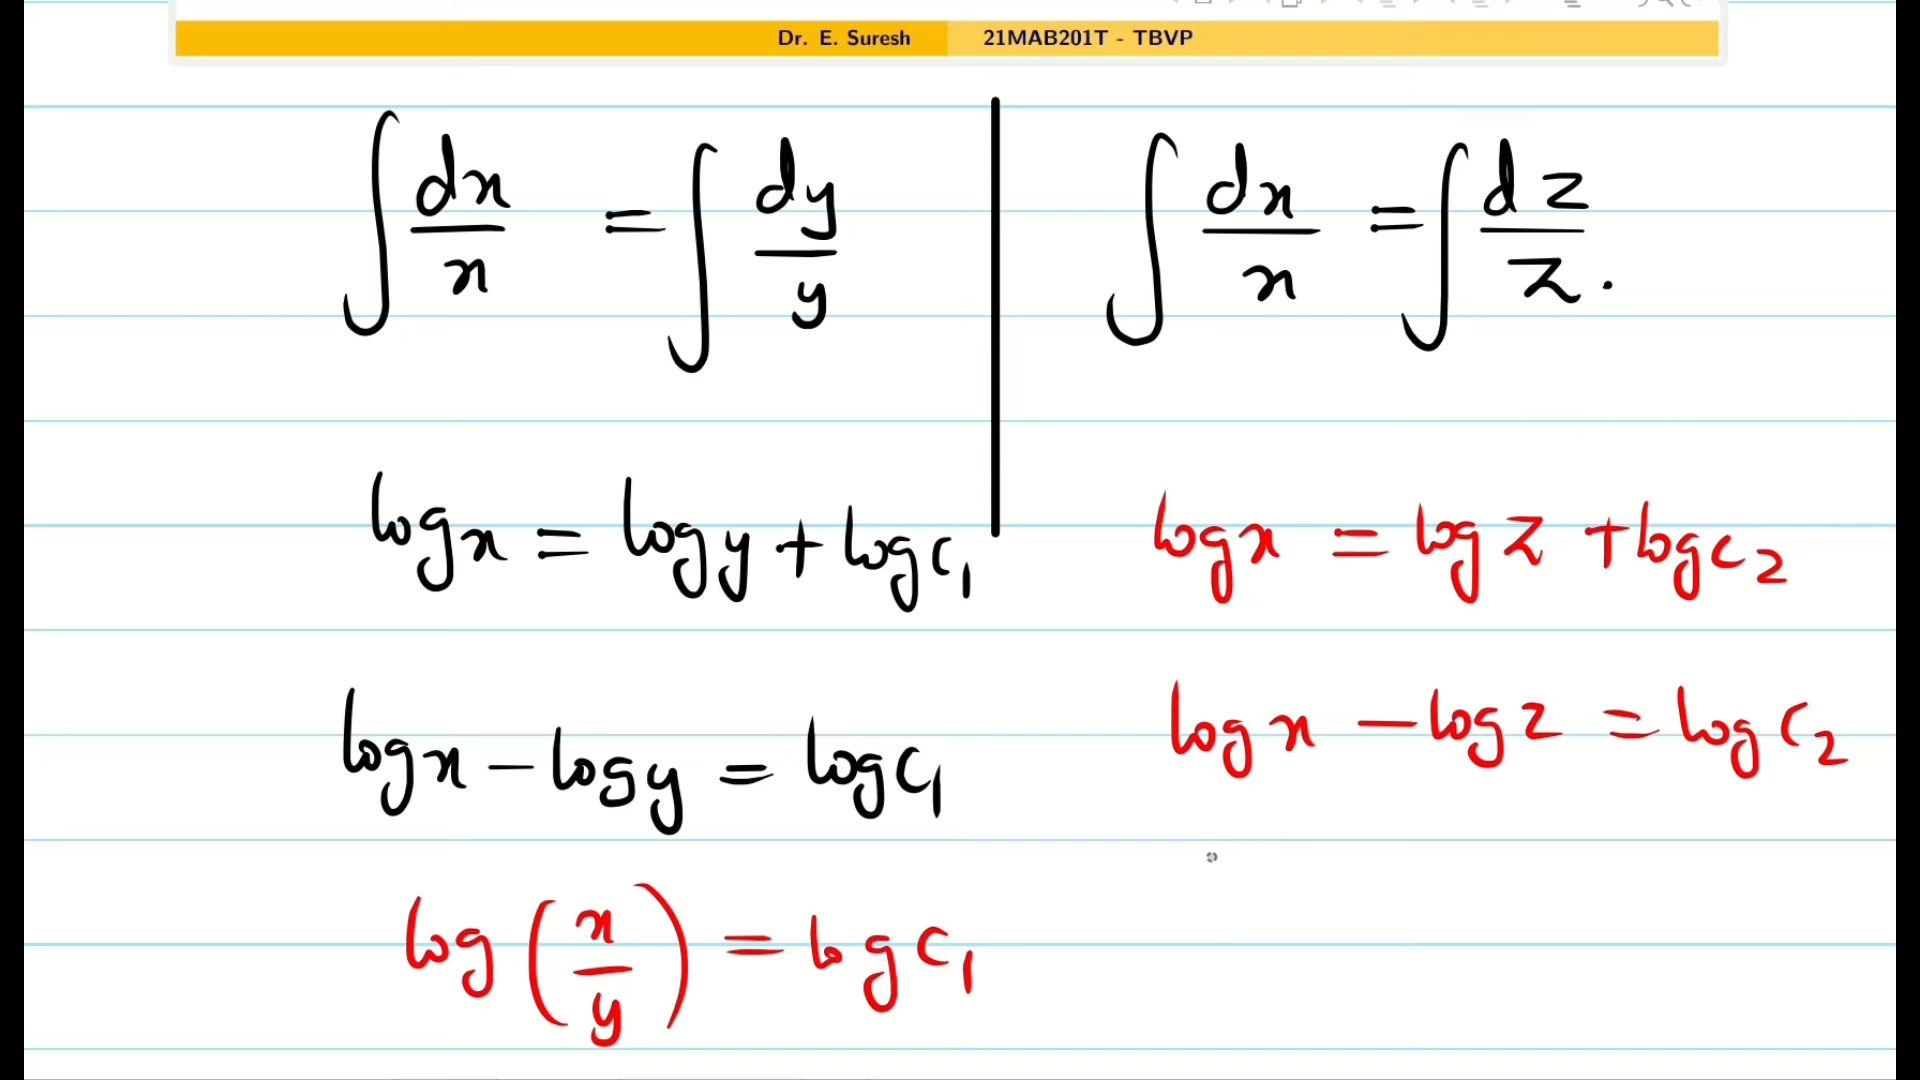 Dr. E. Suresh 21MAB201T - TBVP
∫ dx/x = ∫ dy/y
log x = log y + log c₁
log x − log y = log c₁
log (x/y) = log c₁
∫ dx/x = ∫ dz/z.
log x = log z + log c₂
log x − log z = log c₂